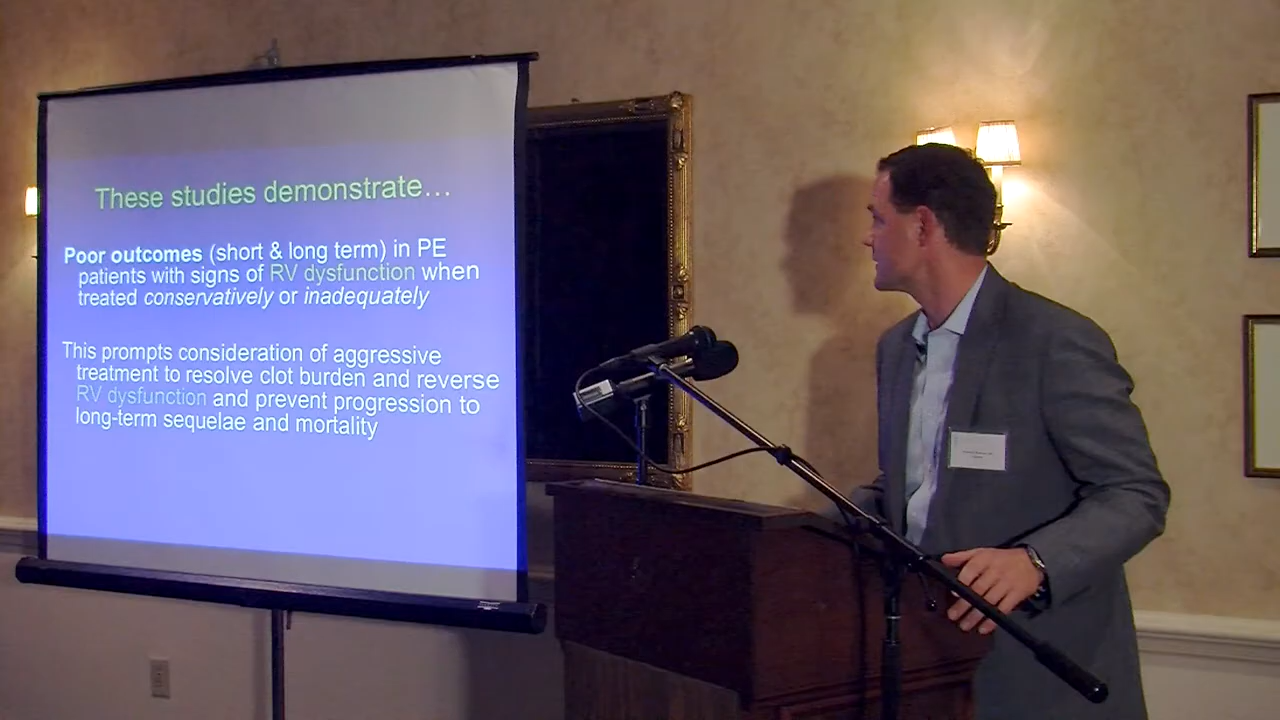 These studies demonstrate…
Poor outcomes (short & long term) in PE
patients with signs of RV dysfunction when
treated conservatively or inadequately
This prompts consideration of aggressive
treatment to resolve clot burden and reverse
RV dysfunction and prevent progression to
long-term sequelae and mortality